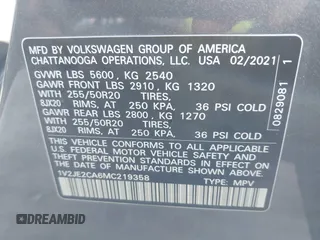 MFD BY VOLKSWAGEN GROUP OF AMERICA
CHATTANOOGA OPERATIONS, LLC. USA 02/2021
GVWR LBS 5600 , KG 2540
GAWR FRONT LBS 2910 , KG 1320
WITH 255/50R20 TIRES,
8JX20 RIMS, AT 250 KPA, 36 PSI COLD
GAWR REAR LBS 2800 , KG 1270
WITH 255/50R20 TIRES,
8JX20 RIMS, AT 250 KPA, 36 PSI COLD
THIS VEHICLE CONFORMS TO ALL APPLICABLE
U.S. FEDERAL MOTOR VEHICLE SAFETY
STANDARDS IN EFFECT ON THE DATE OF
MANUFACTURE SHOWN ABOVE.
1V2JE2CA6MC219358 TYPE: MPV
0829081 1
DREAMBID